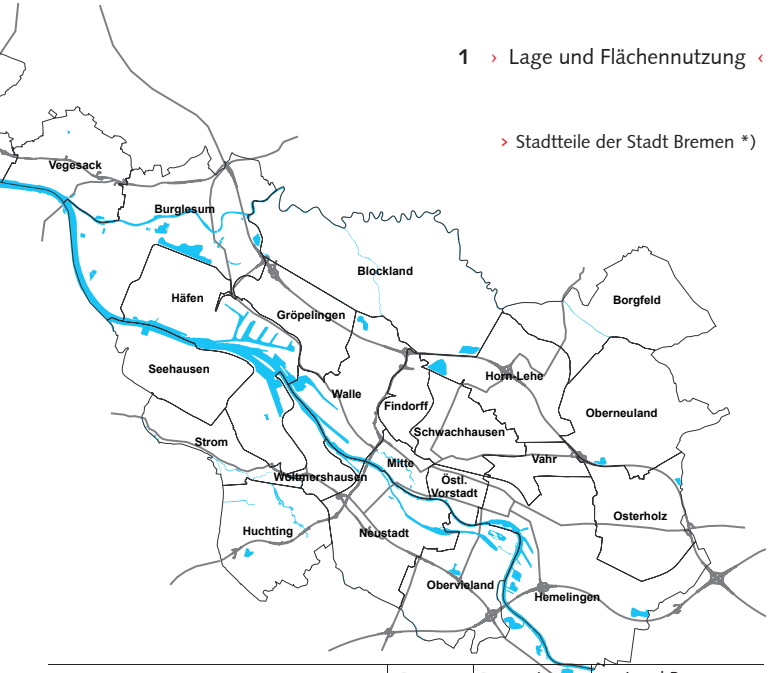 1 › Lage und Flächennutzung ‹
› Stadtteile der Stadt Bremen *)
Vegesack
Burglesum
Blockland
Häfen
Borgfeld
Gröpelingen
Seehausen
Horn-Lehe
Walle
Findorff
Oberneuland
Schwachhausen
Strom
Mitte
Vahr
Woltmershausen
Östl.
Vorstadt
Osterholz
Huchting
Neustadt
Obervieland
Hemelingen